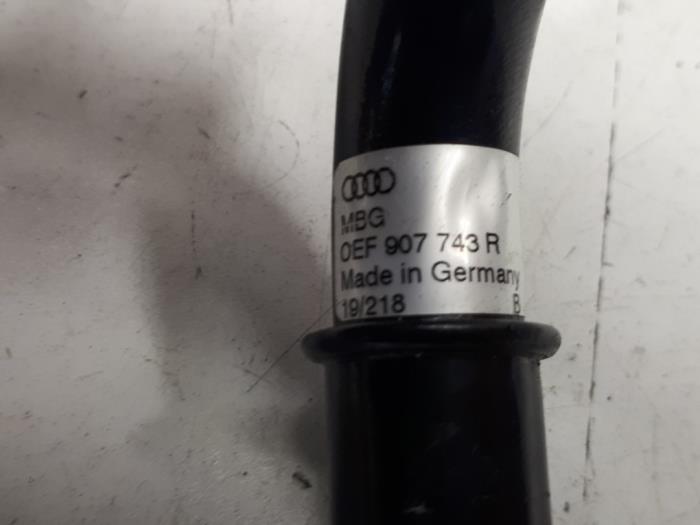 MBG
0EF 907 743 R
Made in Germany
19/218 B